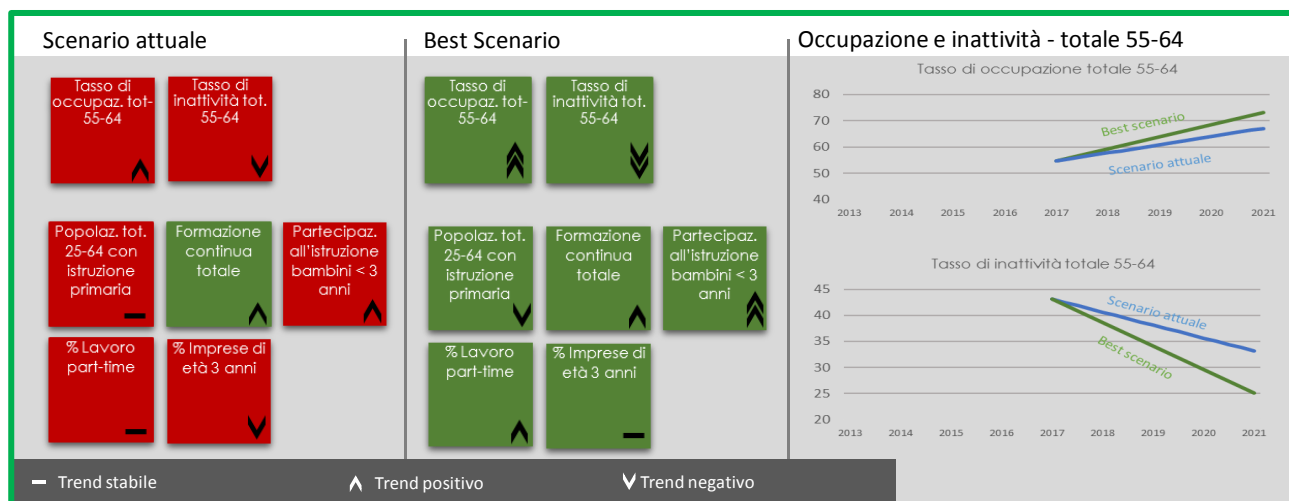 Scenario attuale
Tasso di
occupaz. tot-
55-64
Tasso di
inattività tot.
55-64
Popolaz. tot.
25-64 con
istruzione
primaria
Formazione
continua
totale
Partecipaz.
all'istruzione
bambini < 3
anni
% Lavoro
part-time
% Imprese di
età 3 anni
Best Scenario
Tasso di
occupaz. tot-
55-64
Tasso di
inattività tot.
55-64
Popolaz. tot.
25-64 con
istruzione
primaria
Formazione
continua
totale
Partecipaz.
all'istruzione
bambini < 3
anni
% Lavoro
part-time
% Imprese di
età 3 anni
Occupazione e inattività - totale 55-64
Tasso di occupazione totale 55-64
80
70
60
50
40
Best scenario
Scenario attuale
2013 2014 2015 2016 2017 2018 2019 2020 2021
Tasso di inattività totale 55-64
45
40
35
30
25
20
Scenario attuale
Best scenario
2013 2014 2015 2016 2017 2018 2019 2020 2021
Trend stabile Trend positivo Trend negativo